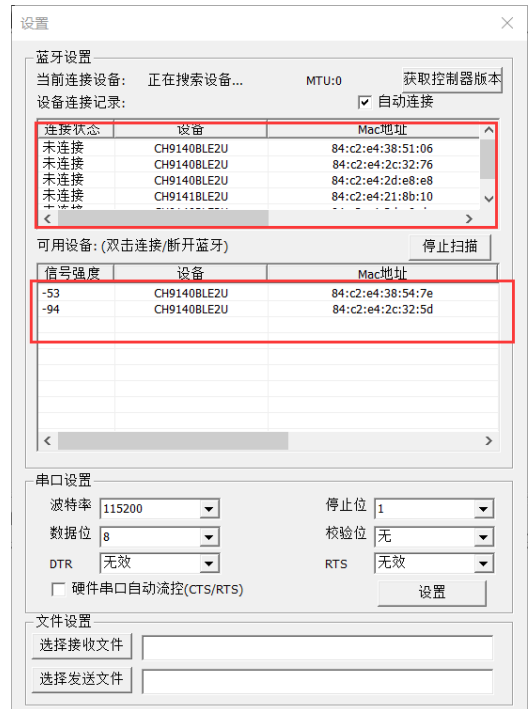 设置
蓝牙设置
当前连接设备: 正在搜索设备... MTU:0 获取控制器版本
设备连接记录: 自动连接
连接状态 设备 Mac地址
未连接 CH9140BLE2U 84:c2:e4:38:51:06
未连接 CH9140BLE2U 84:c2:e4:2c:32:76
未连接 CH9140BLE2U 84:c2:e4:2d:e8:e8
未连接 CH9141BLE2U 84:c2:e4:21:8b:10
可用设备: (双击连接/断开蓝牙) 停止扫描
信号强度 设备 Mac地址
-53 CH9140BLE2U 84:c2:e4:38:54:7e
-94 CH9140BLE2U 84:c2:e4:2c:32:5d
串口设置
波特率 115200 停止位 1
数据位 8 校验位 无
DTR 无效 RTS 无效
硬件串口自动流控(CTS/RTS) 设置
文件设置
选择接收文件
选择发送文件